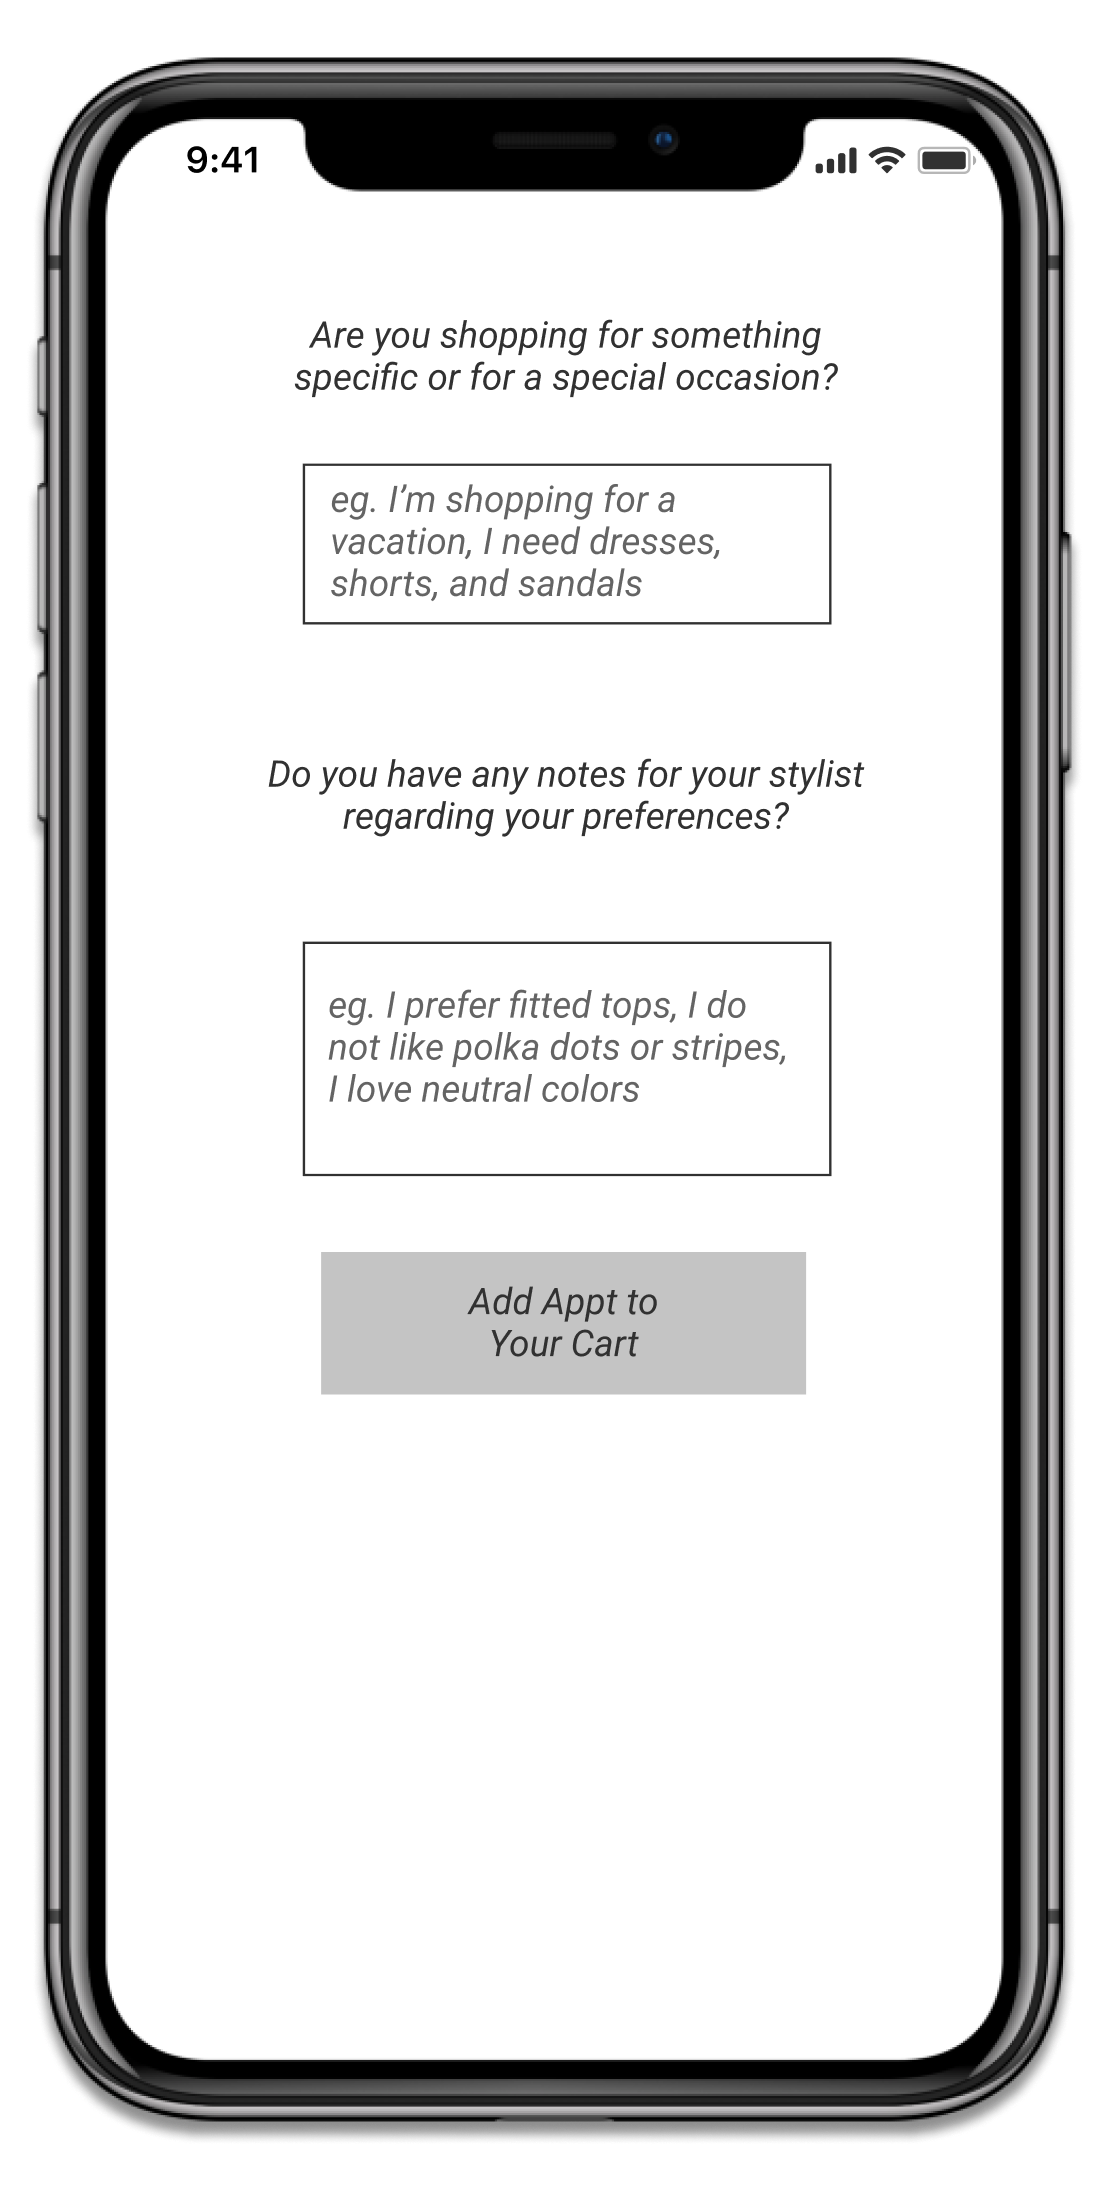 9:41
Are you shopping for something
specific or for a special occasion?
eg. I’m shopping for a
vacation, I need dresses,
shorts, and sandals
Do you have any notes for your stylist
regarding your preferences?
eg. I prefer fitted tops, I do
not like polka dots or stripes,
I love neutral colors
Add Appt to
Your Cart